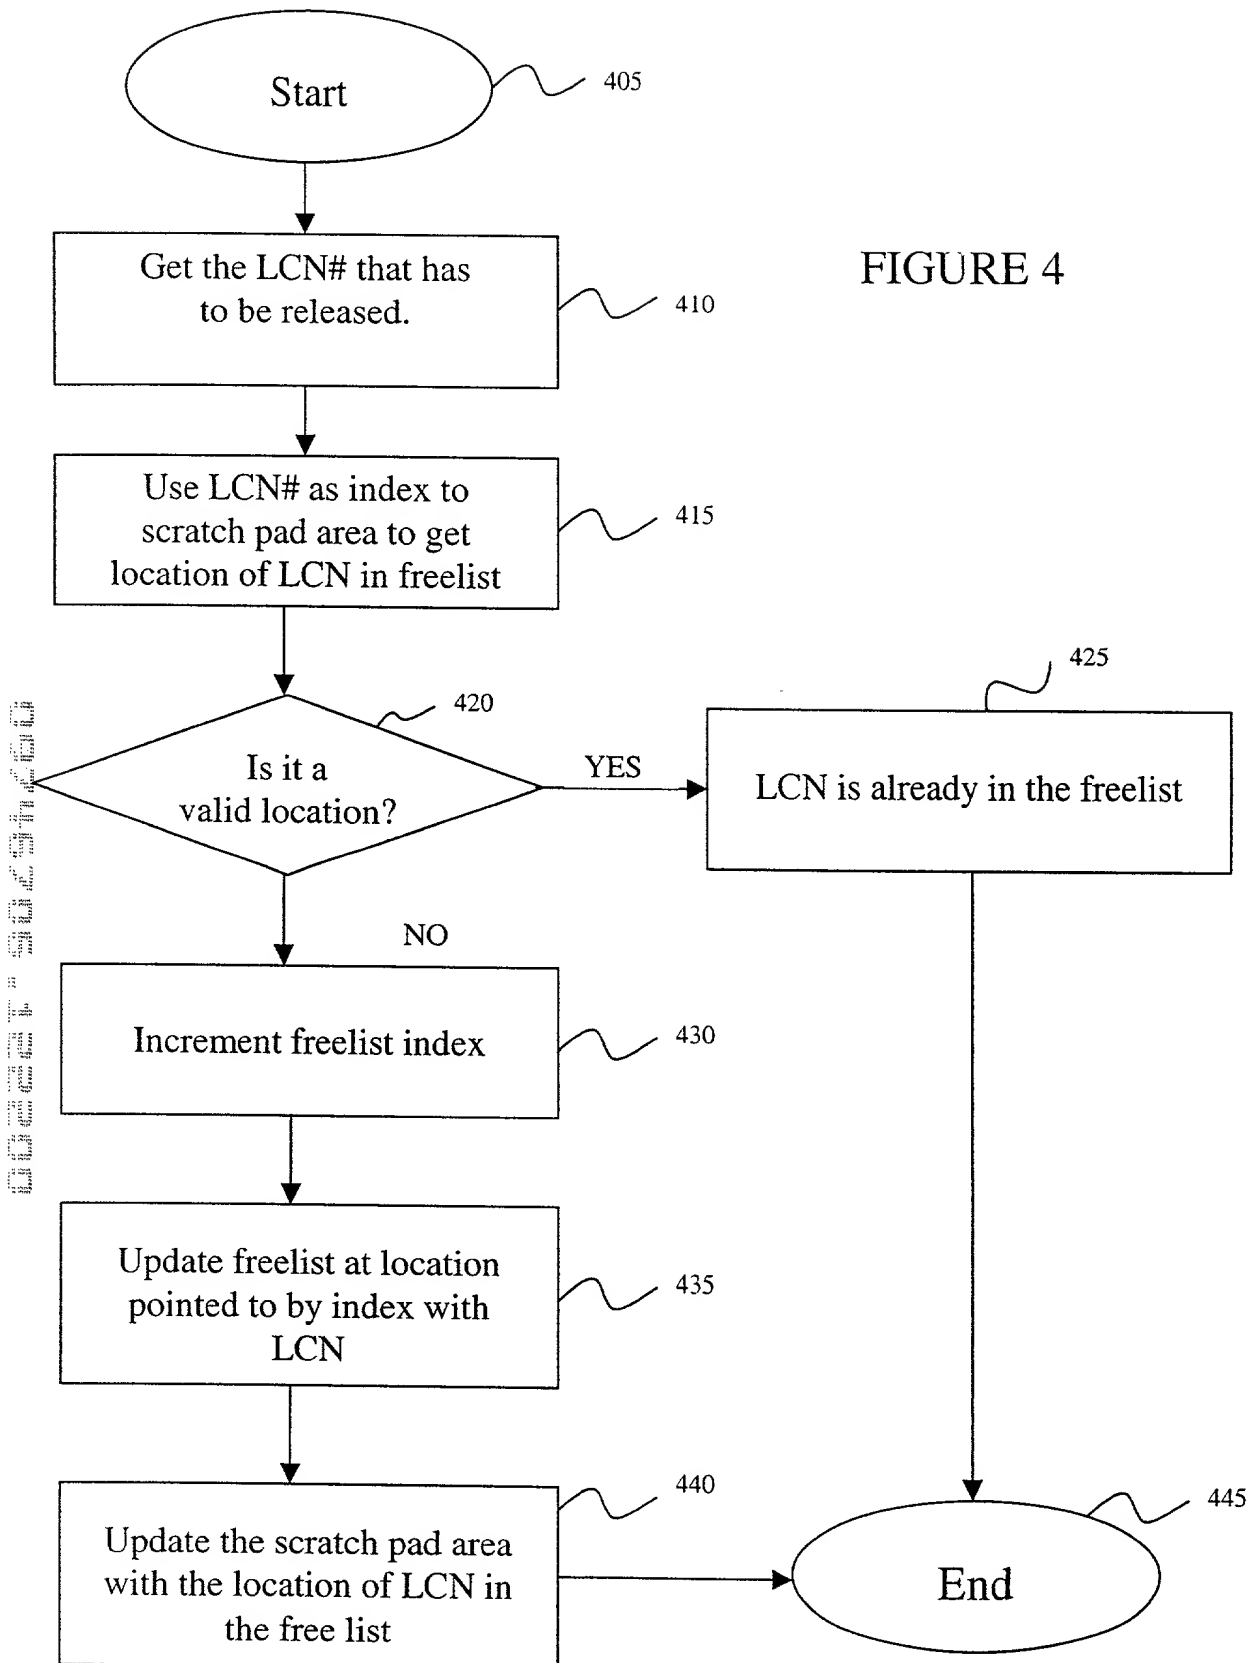 Start
405
FIGURE 4
Get the LCN# that has
to be released.
410
Use LCN# as index to
scratch pad area to get
location of LCN in freelist
415
420
Is it a
valid location?
YES
425
LCN is already in the freelist
NO
Increment freelist index
430
Update freelist at location
pointed to by index with
LCN
435
440
Update the scratch pad area
with the location of LCN in
the free list
445
End